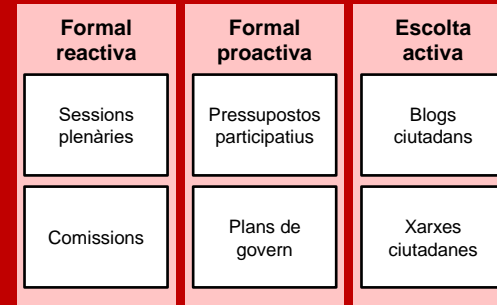 Formal
reactiva
Sessions
plenàries
Comissions
Formal
proactiva
Pressupostos
participatius
Plans de
govern
Escolta
activa
Blogs
ciutadans
Xarxes
ciutadanes